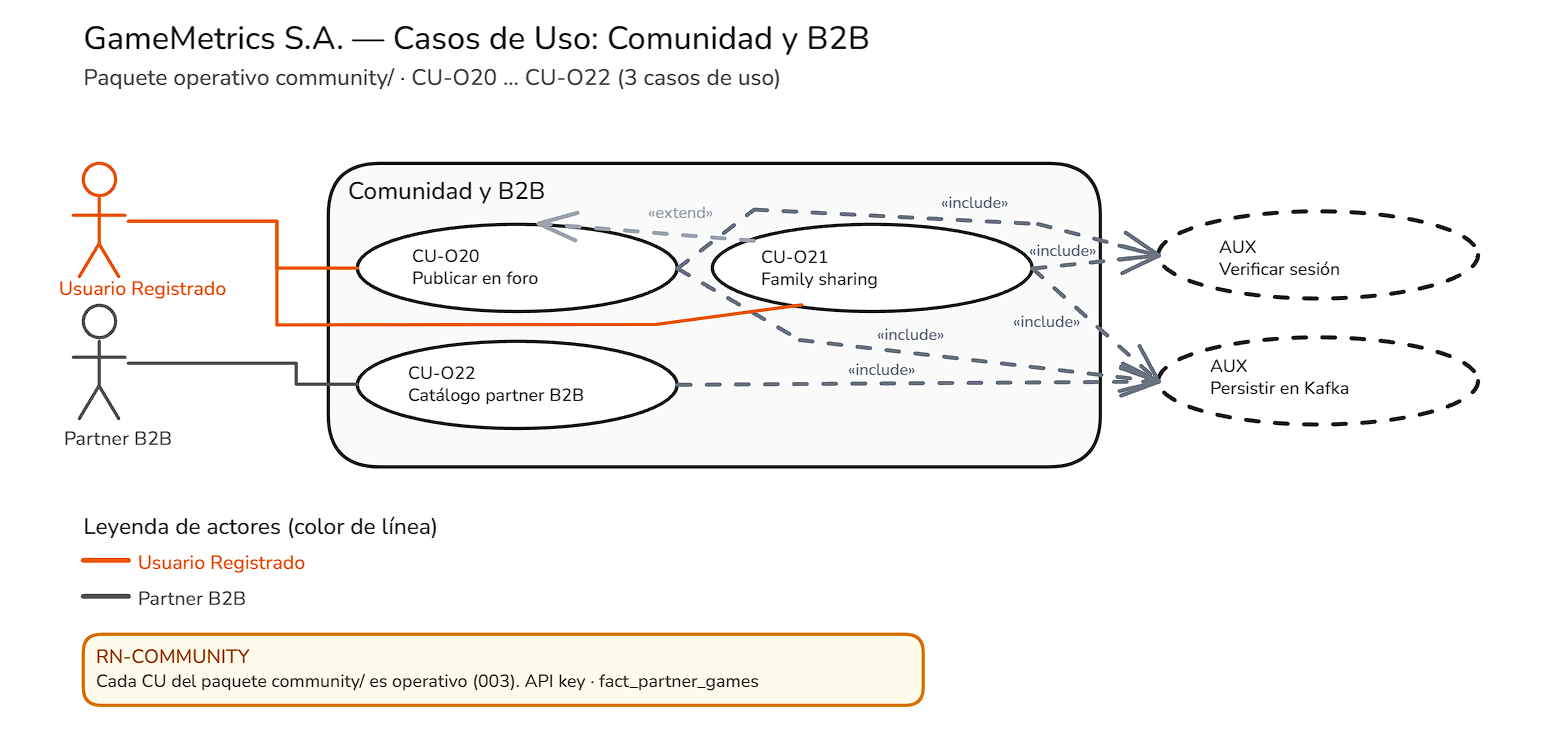 GameMetrics S.A. — Casos de Uso: Comunidad y B2B
Paquete operativo community/ · CU-O20 ... CU-O22 (3 casos de uso)
Comunidad y B2B
«include»
«extend»
CU-O20
Publicar en foro
CU-O21
Family sharing
«include»
AUX
Verificar sesión
Usuario Registrado
«include»
«include»
CU-O22
Catálogo partner B2B
«include»
AUX
Persistir en Kafka
Partner B2B
Leyenda de actores (color de línea)
Usuario Registrado
Partner B2B
RN-COMMUNITY
Cada CU del paquete community/ es operativo (003). API key · fact_partner_games